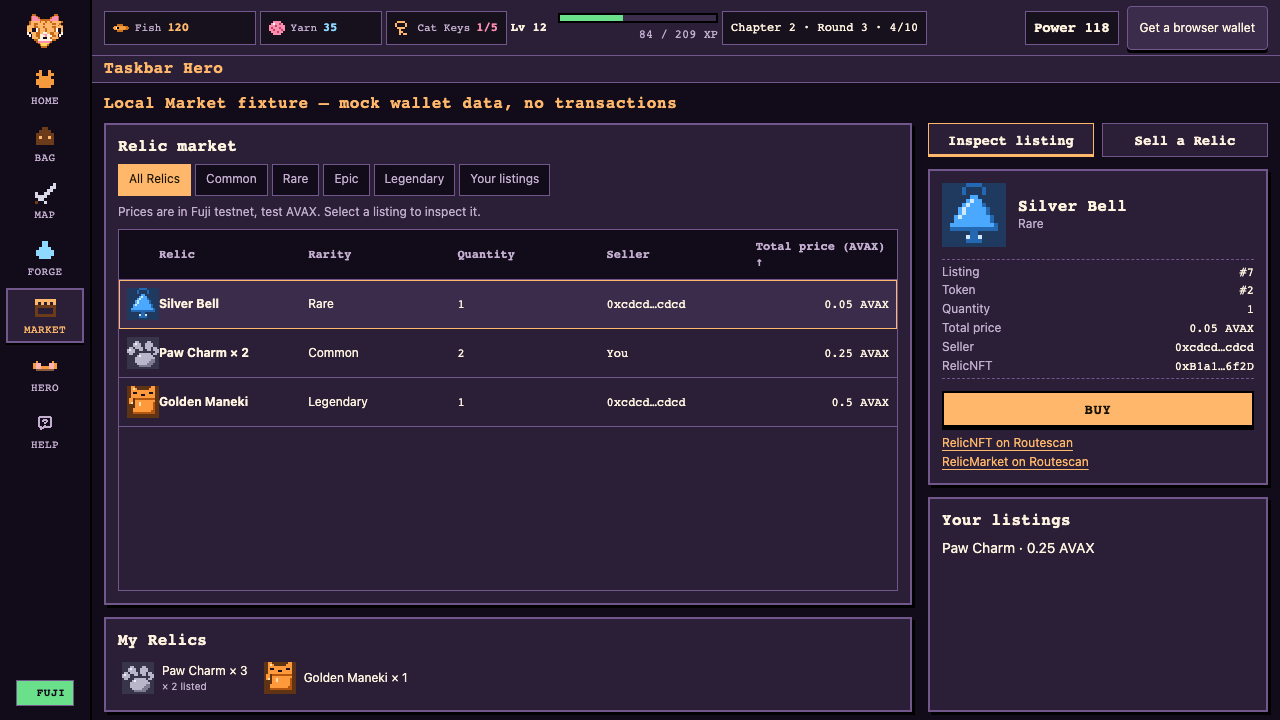 Fish 120
Yarn 35
Cat Keys 1/5
Lv 12
84 / 209 XP
Chapter 2 · Round 3 · 4/10
Power 118
Get a browser wallet
HOME
BAG
MAP
FORGE
MARKET
HERO
HELP
FUJI
Taskbar Hero
Local Market fixture — mock wallet data, no transactions
Relic market
All Relics
Common
Rare
Epic
Legendary
Your listings
Prices are in Fuji testnet, test AVAX. Select a listing to inspect it.
Relic Rarity Quantity Seller Total price (AVAX) ↑
Silver Bell Rare 1 0xcdcd…cdcd 0.05 AVAX
Paw Charm × 2 Common 2 You 0.25 AVAX
Golden Maneki Legendary 1 0xcdcd…cdcd 0.5 AVAX
My Relics
Paw Charm × 3
× 2 listed
Golden Maneki × 1
Inspect listing
Sell a Relic
Silver Bell
Rare
Listing #7
Token #2
Quantity 1
Total price 0.05 AVAX
Seller 0xcdcd…cdcd
RelicNFT 0xB1a1…6f2D
BUY
RelicNFT on Routescan
RelicMarket on Routescan
Your listings
Paw Charm · 0.25 AVAX